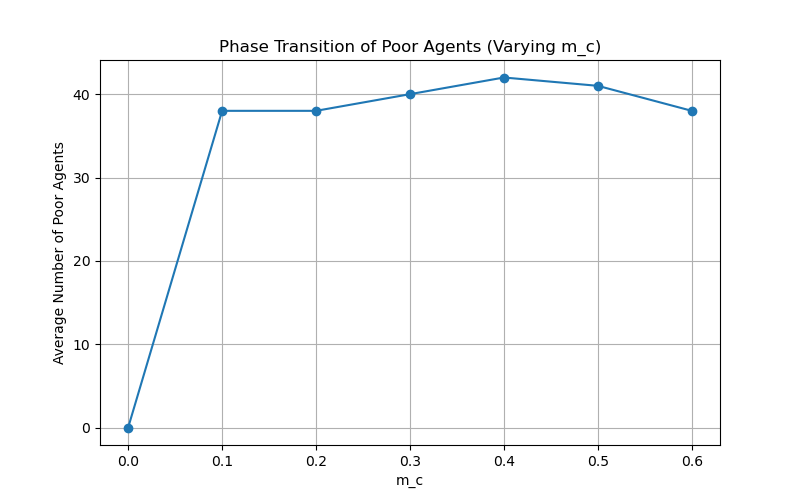 Phase Transition of Poor Agents (Varying m_c)
Average Number of Poor Agents
40
30
20
10
0
0.0 0.1 0.2 0.3 0.4 0.5 0.6
m_c